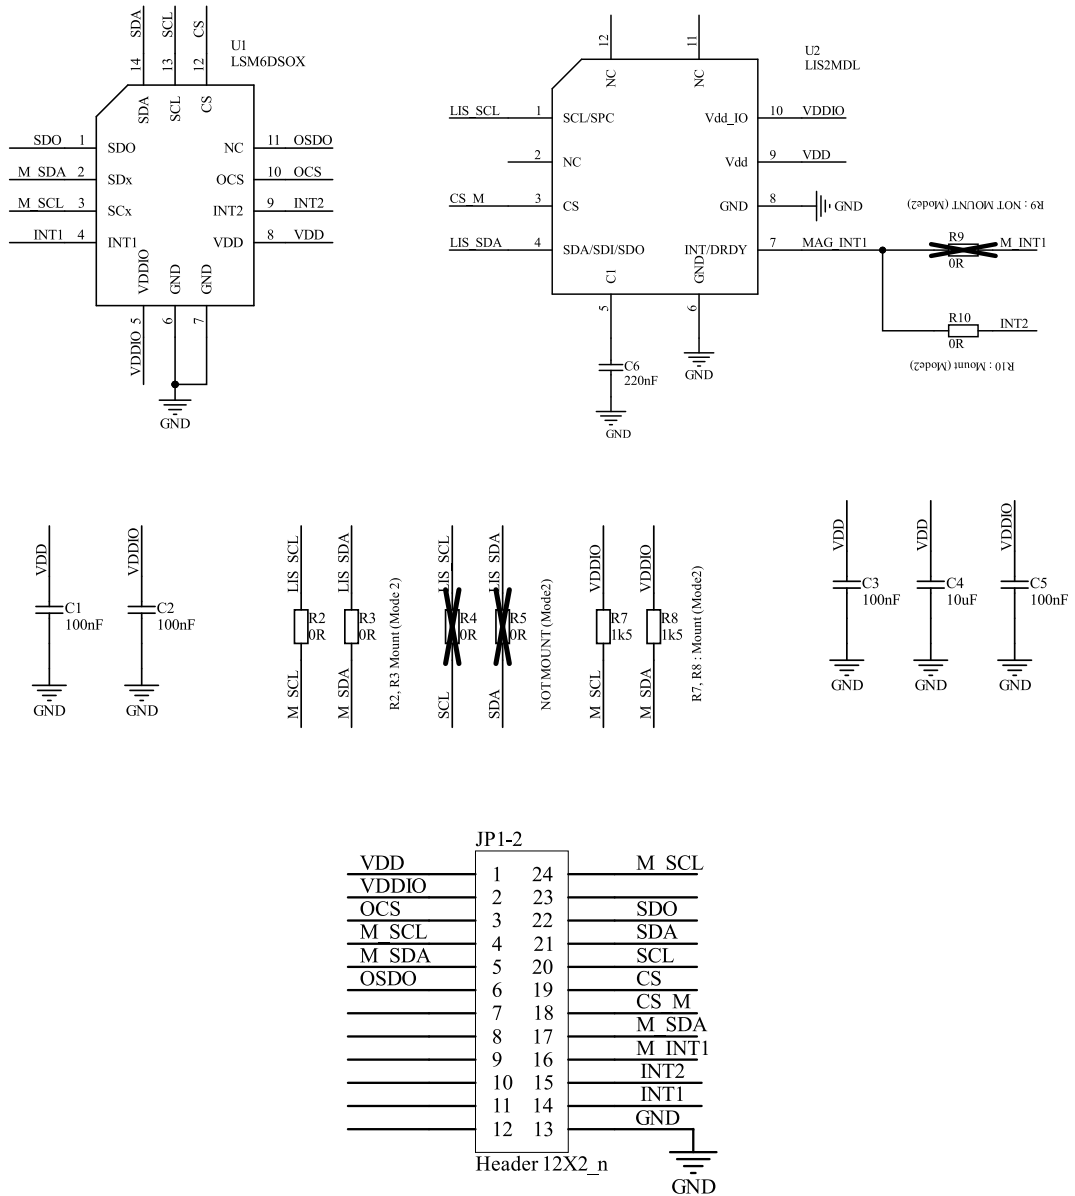 SDA
SCL
CS
14
13
12
U1
LSM6DSOX
SDA
SCL
CS
SDO 1 SDO
M_SDA 2 SDx
M_SCL 3 SCx
INT1 4 INT1
NC 11 OSDO
OCS 10 OCS
INT2 9 INT2
VDD 8 VDD
VDDIO
GND
GND
VDDIO 5
6
7
GND
12
11
U2
LIS2MDL
NC
NC
LIS_SCL 1 SCL/SPC
2 NC
CS_M 3 CS
LIS_SDA 4 SDA/SDI/SDO
Vdd_IO 10 VDDIO
Vdd 9 VDD
GND 8 GND
INT/DRDY 7 MAG_INT1
C1
GND
5
6
C6
220nF
GND
GND
R9 : NOT MOUNT (Mode2)
R9
0R
M_INT1
R10
0R
INT2
R10 : Mount (Mode2)
VDD
C1
100nF
GND
VDDIO
C2
100nF
GND
LIS_SCL
R2
0R
M_SCL
LIS_SDA
R3
0R
M_SDA
R2, R3 Mount (Mode 2)
LIS_SCL
R4
0R
SCL
LIS_SDA
R5
0R
SDA
NOTMOUNT (Mode2)
VDDIO
R7
1k5
M_SCL
VDDIO
R8
1k5
M_SDA
R7, R8 : Mount (Mode2)
VDD
C3
100nF
GND
VDD
C4
10uF
GND
VDDIO
C5
100nF
GND
JP1-2
VDD 1 24 M_SCL
VDDIO 2 23
OCS 3 22 SDO
M_SCL 4 21 SDA
M_SDA 5 20 SCL
OSDO 6 19 CS
7 18 CS_M
8 17 M_SDA
9 16 M_INT1
10 15 INT2
11 14 INT1
12 13 GND
Header 12X2_n
GND